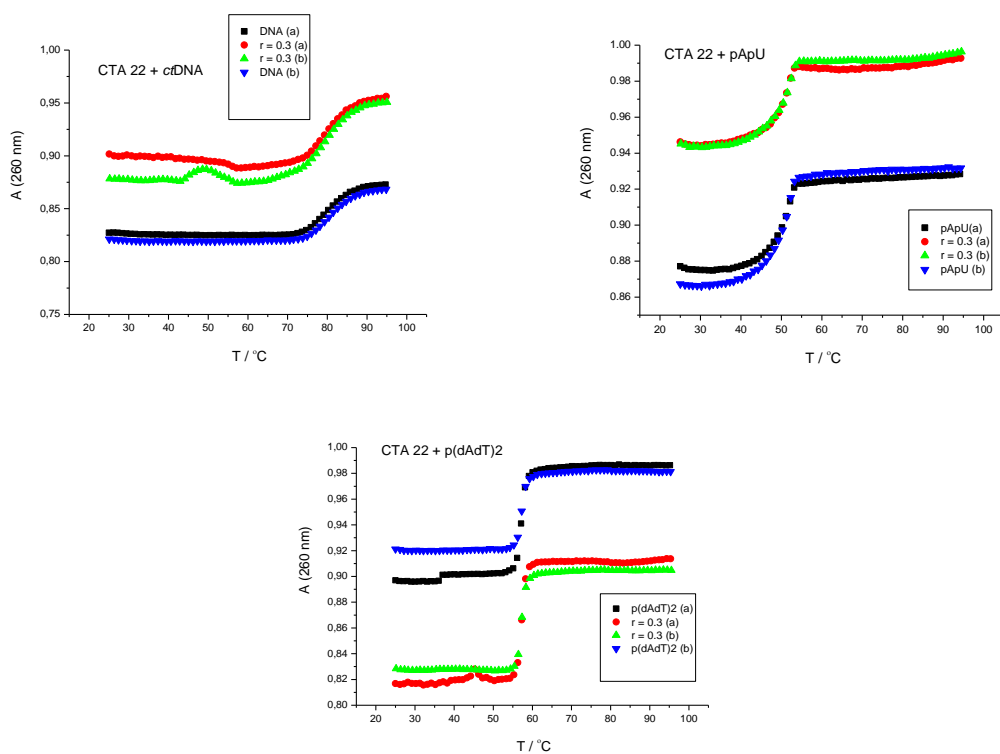 CTA 22 + ctDNA
DNA (a)
r = 0.3 (a)
r = 0.3 (b)
DNA (b)
1,00
0,95
0,90
0,85
0,80
0,75
A (260 nm)
20 30 40 50 60 70 80 90 100
T / °C
CTA 22 + pApU
pApU(a)
r = 0.3 (a)
r = 0.3 (b)
pApU (b)
1.00
0.98
0.96
0.94
0.92
0.90
0.88
0.86
A (260 nm)
20 30 40 50 60 70 80 90 100
T / °C
CTA 22 + p(dAdT)2
p(dAdT)2 (a)
r = 0.3 (a)
r = 0.3 (b)
p(dAdT)2 (b)
1,00
0,98
0,96
0,94
0,92
0,90
0,88
0,86
0,84
0,82
0,80
A (260 nm)
20 30 40 50 60 70 80 90 100
T / °C